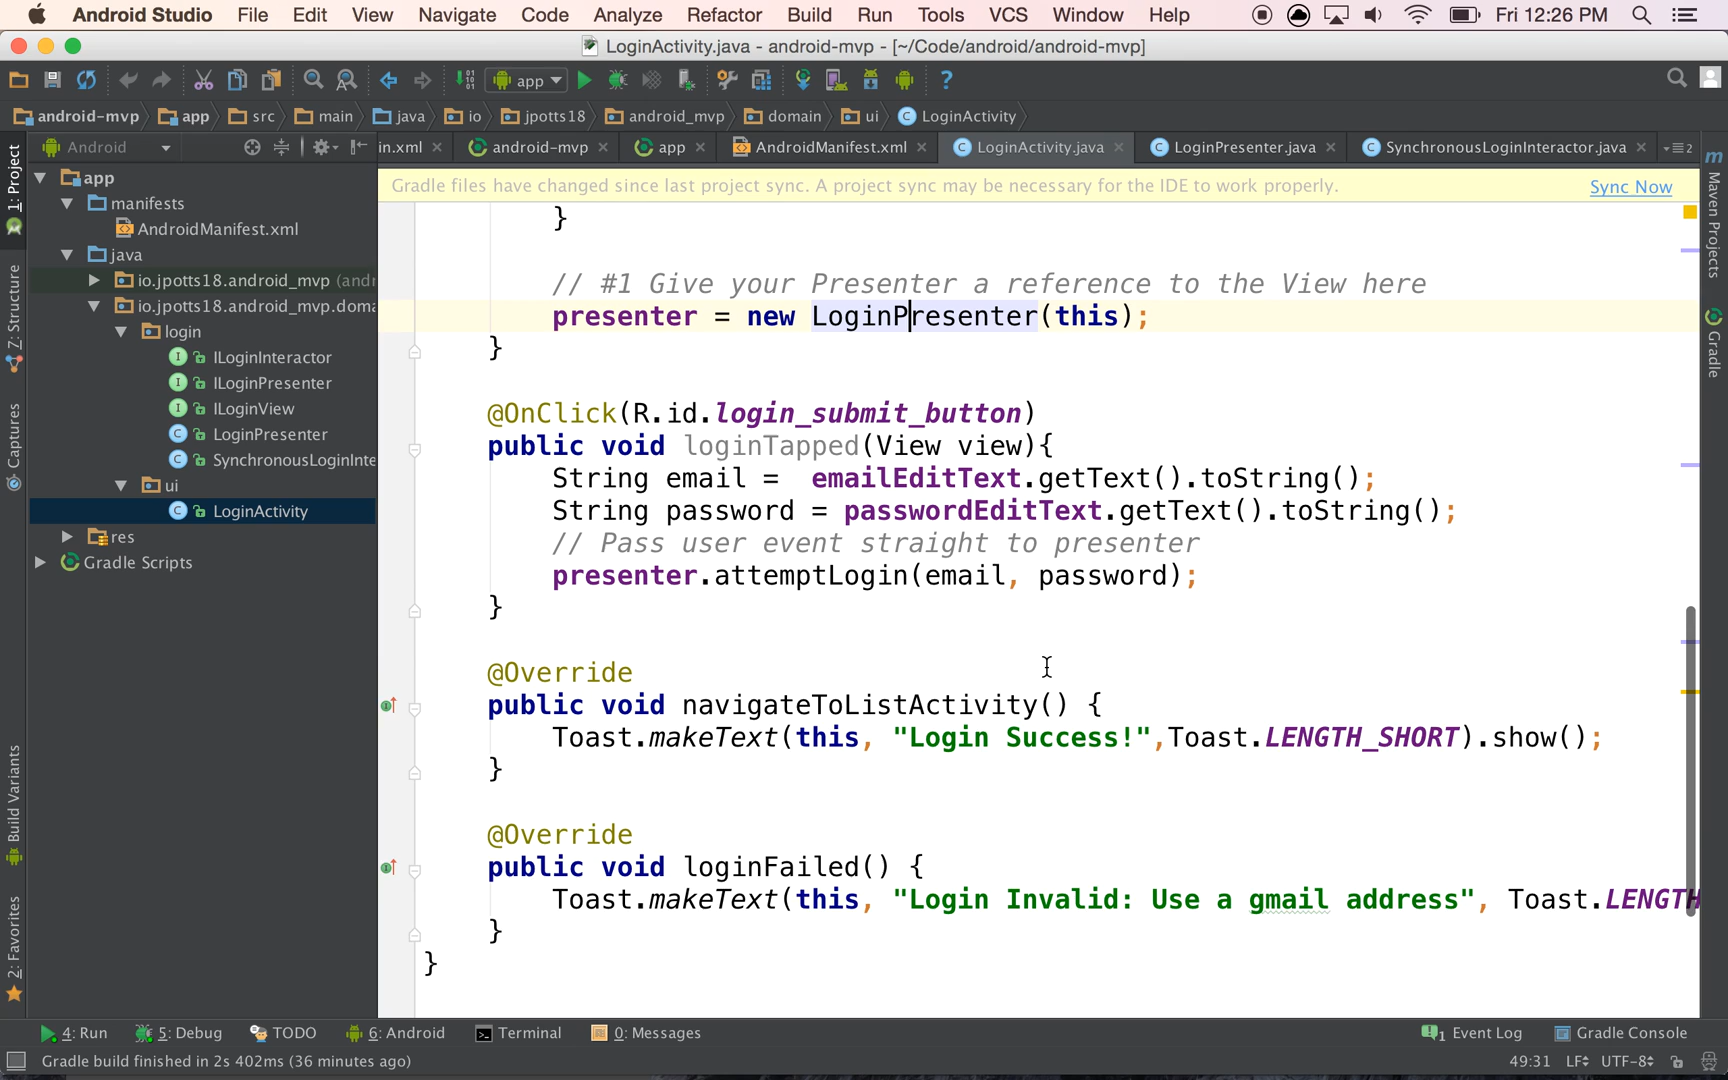 Android Studio File Edit View Navigate Code Analyze Refactor Build Run Tools VCS Window Help Fri 12:26 PM
LoginActivity.java - android-mvp - [~/Code/android/android-mvp]
app
android-mvp app src main java io jpotts18 android_mvp domain ui LoginActivity
Android
in.xml android-mvp app AndroidManifest.xml LoginActivity.java LoginPresenter.java SynchronousLoginInteractor.java 2
Gradle files have changed since last project sync. A project sync may be necessary for the IDE to work properly. Sync Now
1: Project
7: Structure
Captures
Build Variants
2: Favorites
app
manifests
AndroidManifest.xml
java
io.jpotts18.android_mvp (andr
io.jpotts18.android_mvp.doma
login
ILoginInteractor
ILoginPresenter
ILoginView
LoginPresenter
SynchronousLoginInte
ui
LoginActivity
res
Gradle Scripts
}
// #1 Give your Presenter a reference to the View here
presenter = new LoginPresenter(this);
}
@OnClick(R.id.login_submit_button)
public void loginTapped(View view){
String email =  emailEditText.getText().toString();
String password = passwordEditText.getText().toString();
// Pass user event straight to presenter
presenter.attemptLogin(email, password);
}
@Override
public void navigateToListActivity() {
Toast.makeText(this, "Login Success!",Toast.LENGTH_SHORT).show();
}
@Override
public void loginFailed() {
Toast.makeText(this, "Login Invalid: Use a gmail address", Toast.LENGTH
}
}
m
Maven Projects
Gradle
4: Run 5: Debug TODO 6: Android Terminal 0: Messages 1 Event Log Gradle Console
Gradle build finished in 2s 402ms (36 minutes ago) 49:31 LF UTF-8